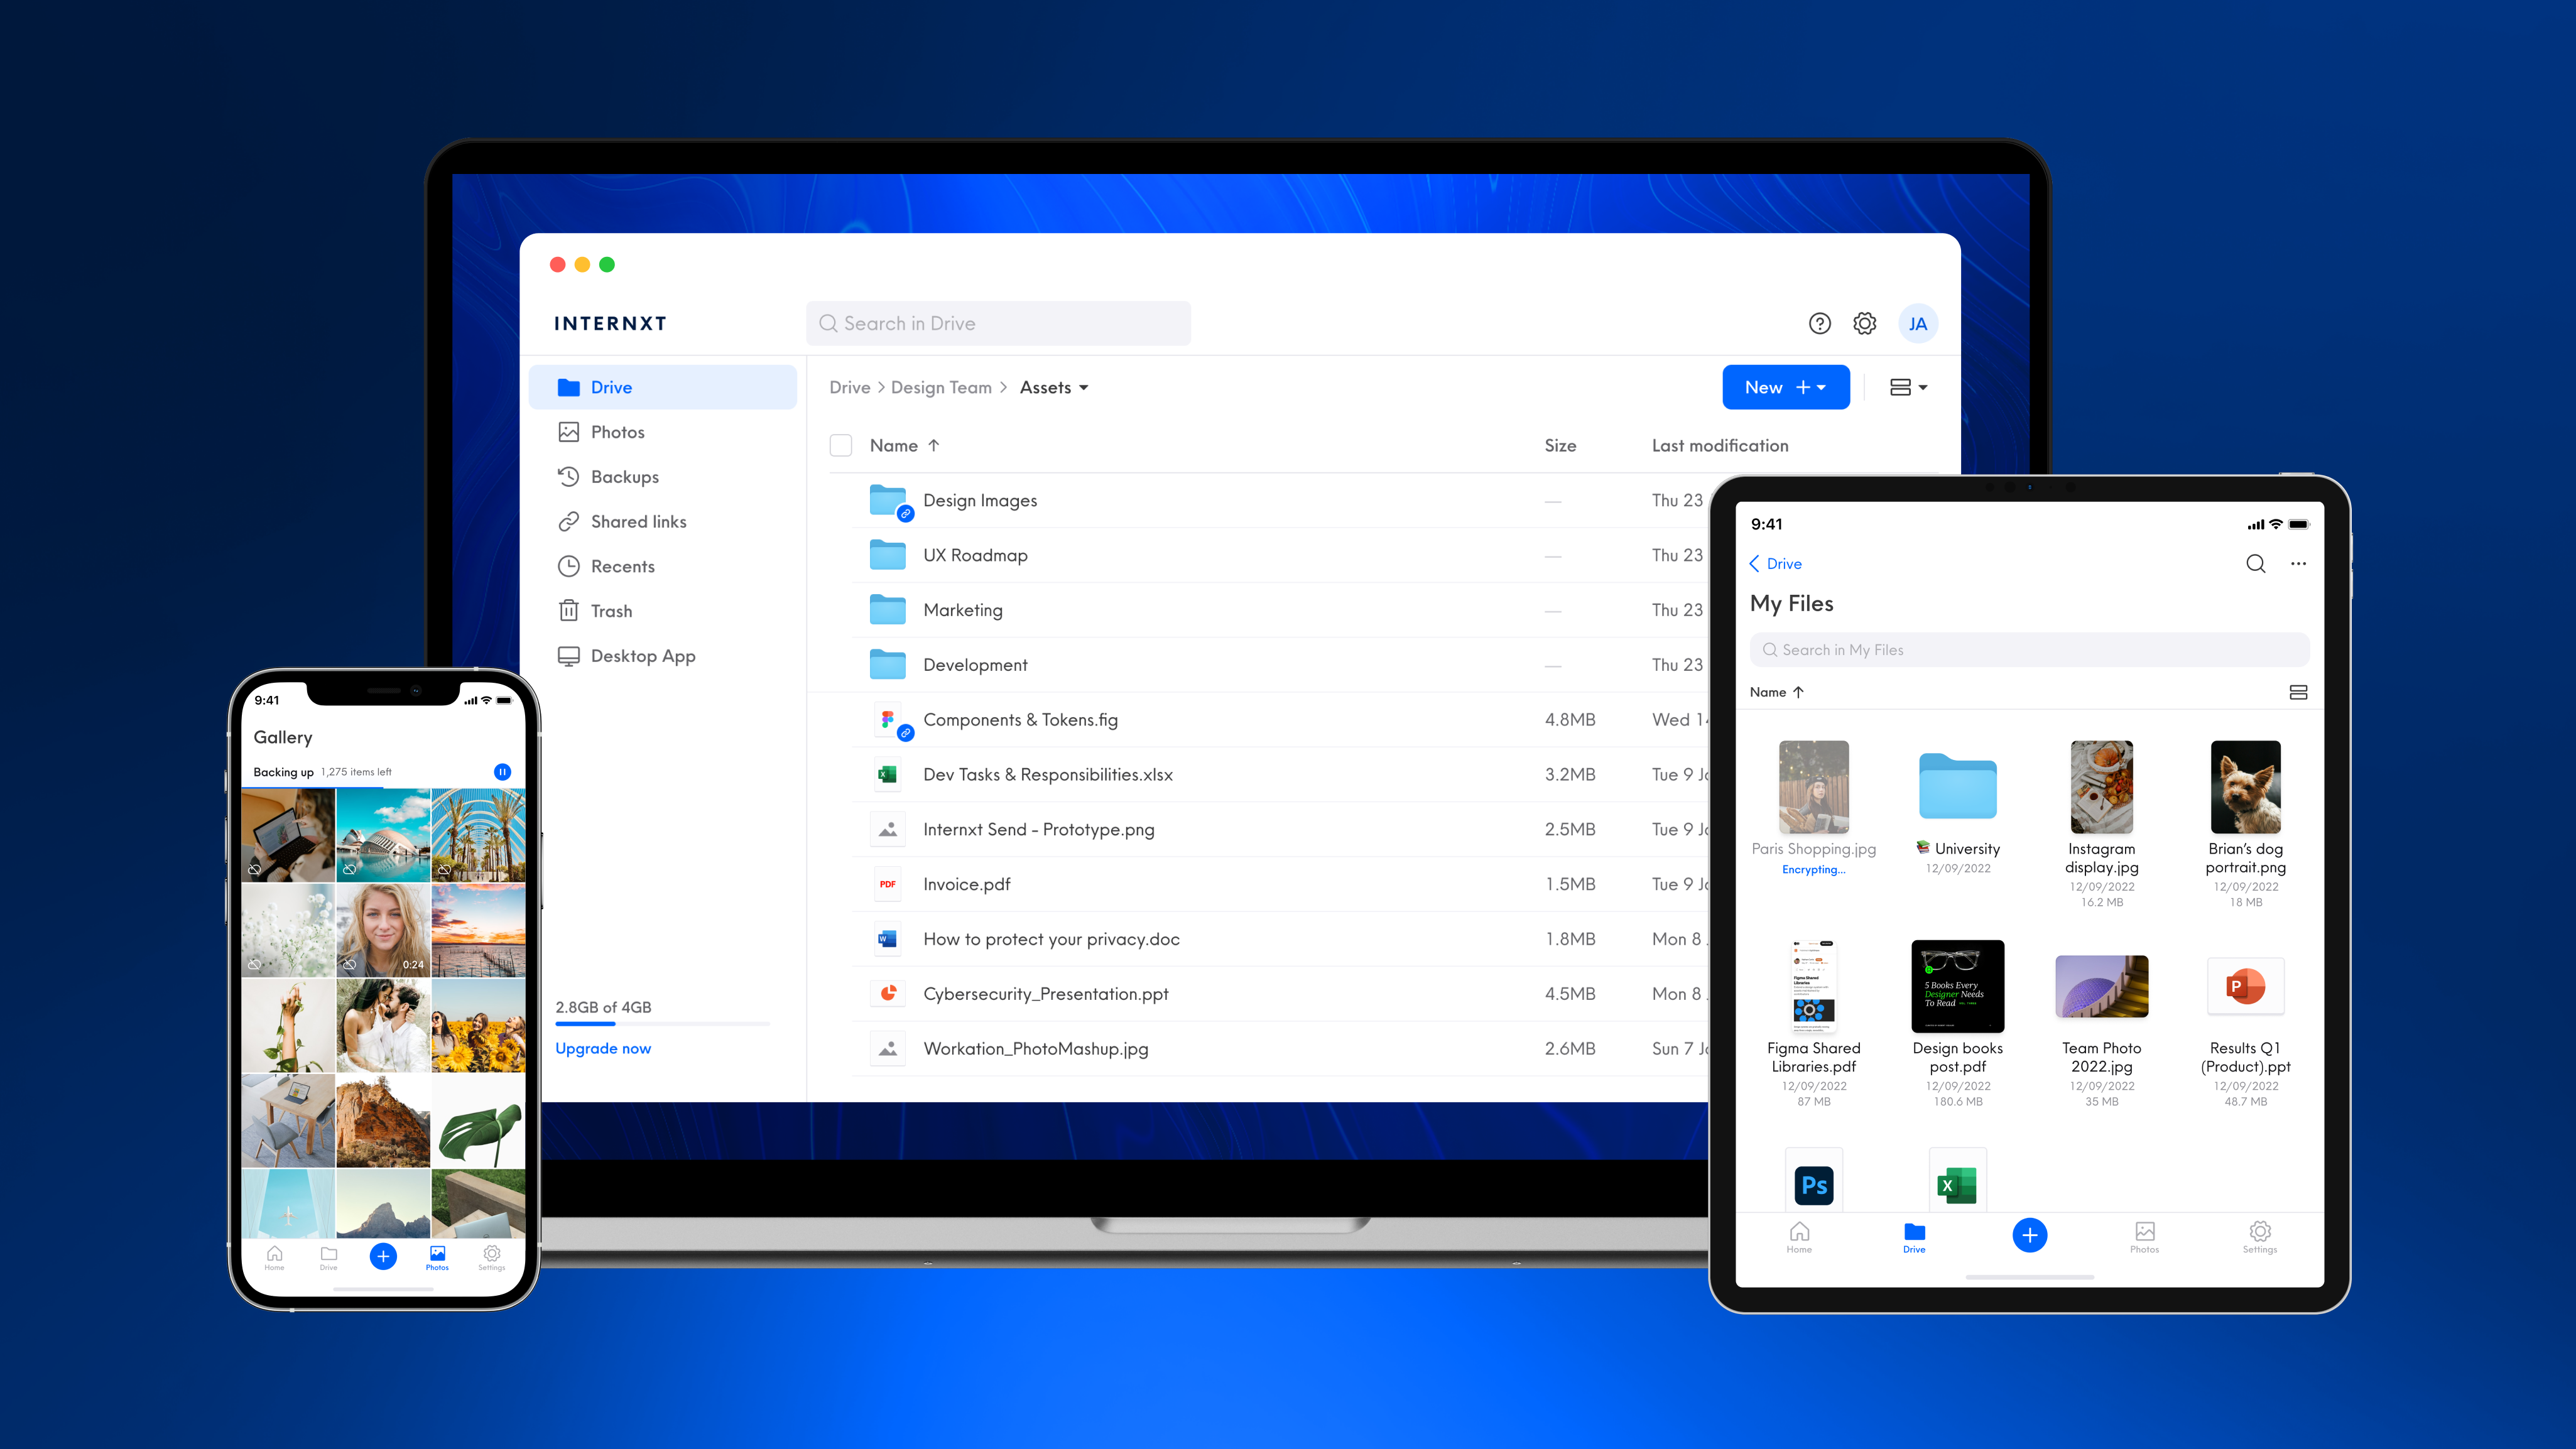 INTERNXT
Search in Drive
JA
Drive
Photos
Backups
Shared links
Recents
Trash
Desktop App
2.8GB of 4GB
Upgrade now
Drive > Design Team > Assets
New +
Name ↑ Size Last modification
Design Images — Thu 23
UX Roadmap — Thu 23
Marketing — Thu 23
Development — Thu 23
Components & Tokens.fig 4.8MB Wed
Dev Tasks & Responsibilities.xlsx 3.2MB Tue 9
Internxt Send - Prototype.png 2.5MB Tue 9
PDF Invoice.pdf 1.5MB Tue 9
W How to protect your privacy.doc 1.8MB Mon 8
Cybersecurity_Presentation.ppt 4.5MB Mon 8
Workation_PhotoMashup.jpg 2.6MB Sun 7
9:41
Gallery
Backing up 1,275 items left
0:24
Home Drive + Photos Settings
9:41
Drive
My Files
Search in My Files
Name ↑
Paris Shopping.jpg
Encrypting...
University
12/09/2022
Instagram
display.jpg
12/09/2022
16.2 MB
Brian's dog
portrait.png
12/09/2022
18 MB
Figma Shared
Libraries
5 Books Every
Designer Needs
To Read
P
Figma Shared
Libraries.pdf
12/09/2022
87 MB
Design books
post.pdf
12/09/2022
180.6 MB
Team Photo
2022.jpg
12/09/2022
35 MB
Results Q1
(Product).ppt
12/09/2022
48.7 MB
Ps
X
Home Drive + Photos Settings